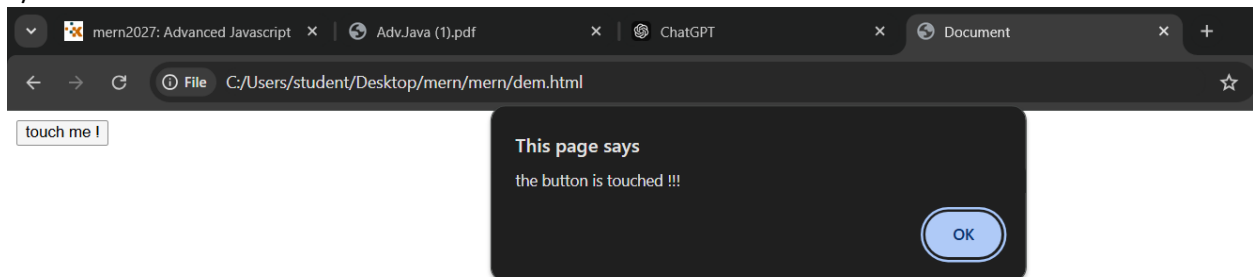 mern2027: Advanced Javascript
Adv.Java (1).pdf
ChatGPT
Document
File C:/Users/student/Desktop/mern/mern/dem.html
touch me !
This page says
the button is touched !!!
OK